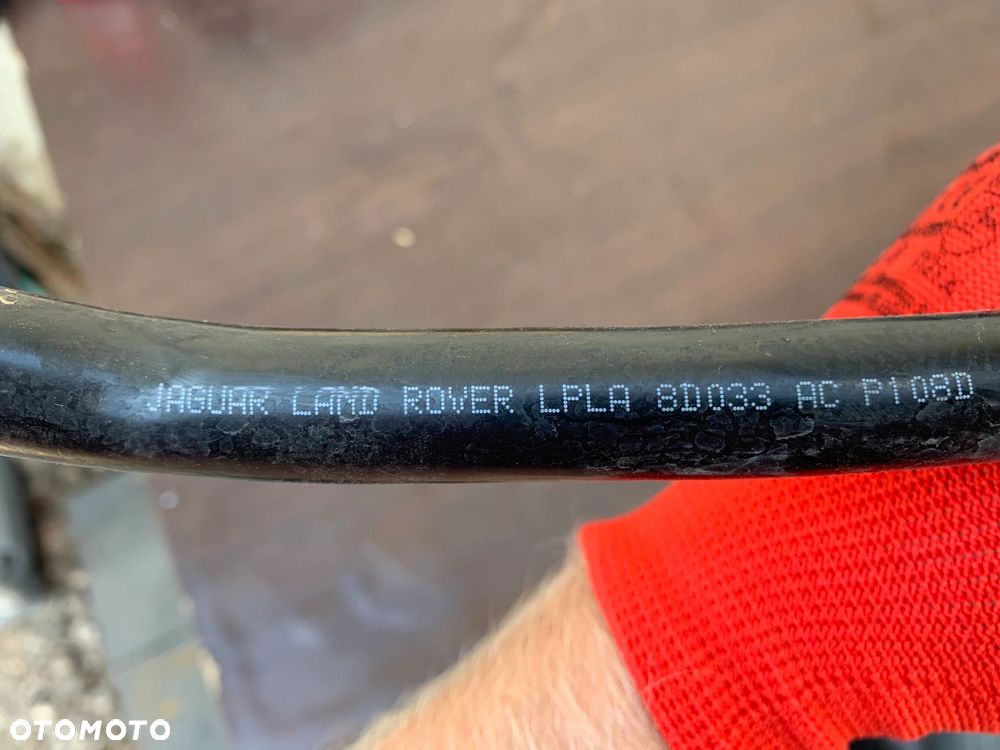 JAGUAR LAND ROVER LPLA 8D033 AC P108D
OTOMOTO